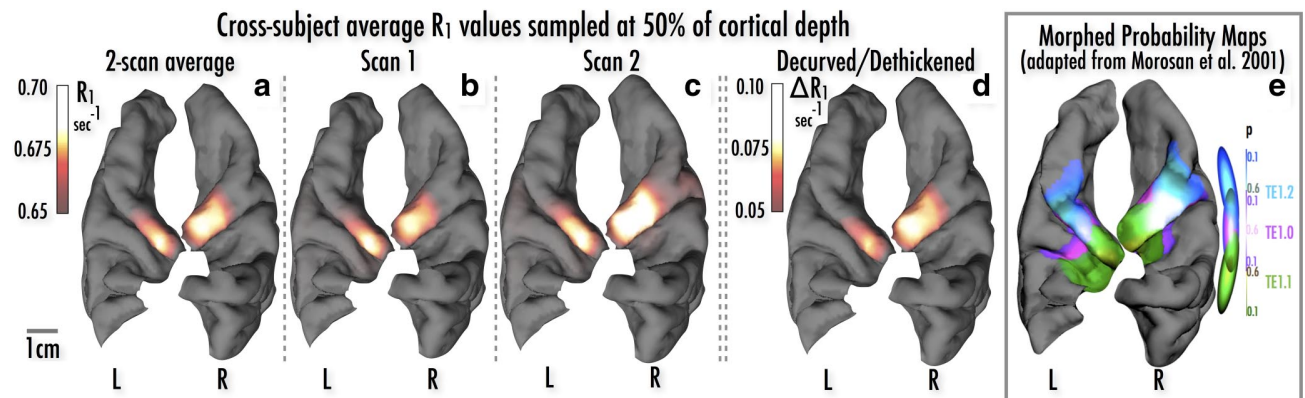 Cross-subject average R1 values sampled at 50% of cortical depth
2-scan average
Scan 1
Scan 2
Decurved/Dethickened
Morphed Probability Maps
(adapted from Morosan et al. 2001)
a
b
c
d
e
0.70
R1
sec-1
0.675
0.65
0.10
ΔR1
sec-1
0.075
0.05
p
0.1
0.6
0.1
TE1.2
0.6
TE1.0
0.1
0.6
TE1.1
0.1
1cm
L
R
L
R
L
R
L
R
L
R